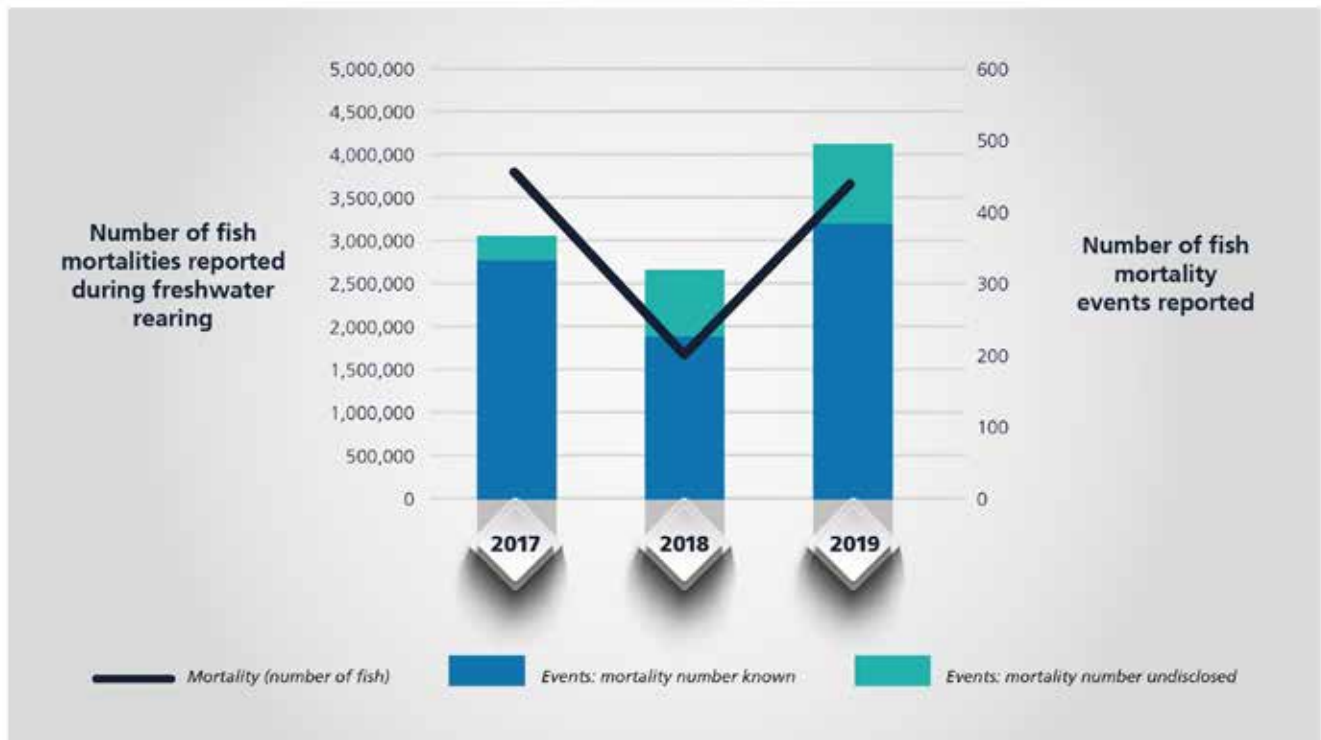 5,000,000
4,500,000
4,000,000
3,500,000
3,000,000
2,500,000
2,000,000
1,500,000
1,000,000
500,000
0
Number of fish
mortalities reported
during freshwater
rearing
600
500
400
300
200
100
0
Number of fish
mortality
events reported
2017
2018
2019
Mortality (number of fish)
Events: mortality number known
Events: mortality number undisclosed